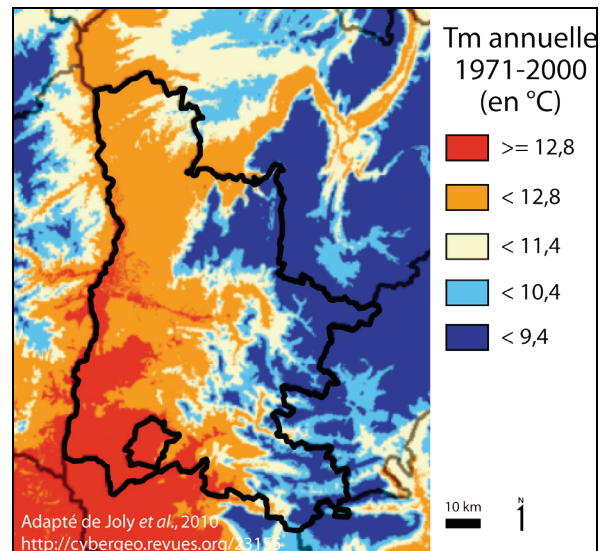 Tm annuelle
1971-2000
(en °C)
>= 12,8
< 12,8
< 11,4
< 10,4
< 9,4
10 km
N
Adapté de Joly et al., 2010
http://cybergeo.revues.org/23155